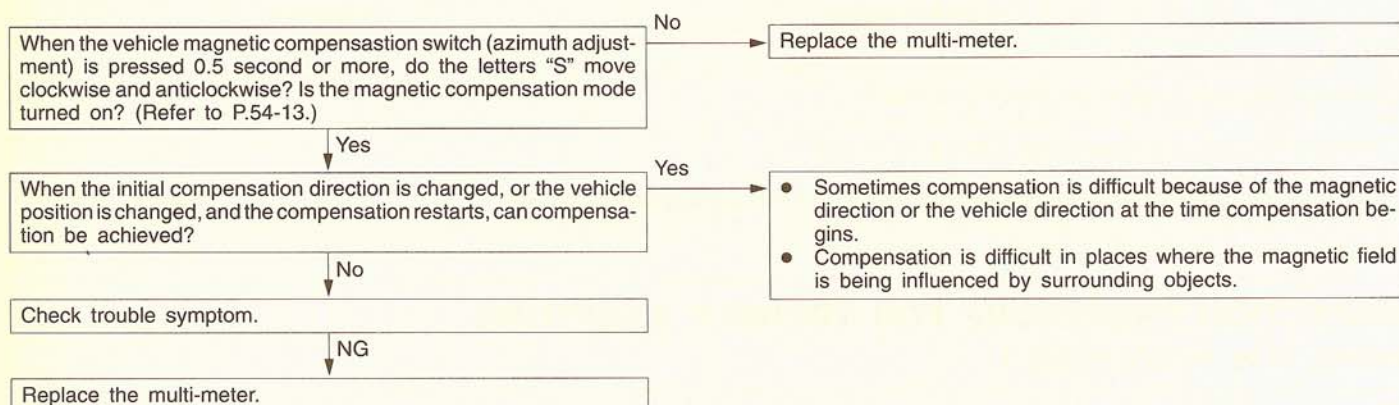 When the vehicle magnetic compensastion switch (azimuth adjust-
ment) is pressed 0.5 second or more, do the letters “S” move
clockwise and anticlockwise? Is the magnetic compensation mode
turned on? (Refer to P.54-13.)
No
Replace the multi-meter.
Yes
When the initial compensation direction is changed, or the vehicle
position is changed, and the compensation restarts, can compensa-
tion be achieved?
Yes
● Sometimes compensation is difficult because of the magnetic
direction or the vehicle direction at the time compensation be-
gins.
● Compensation is difficult in places where the magnetic field
is being influenced by surrounding objects.
No
Check trouble symptom.
NG
Replace the multi-meter.